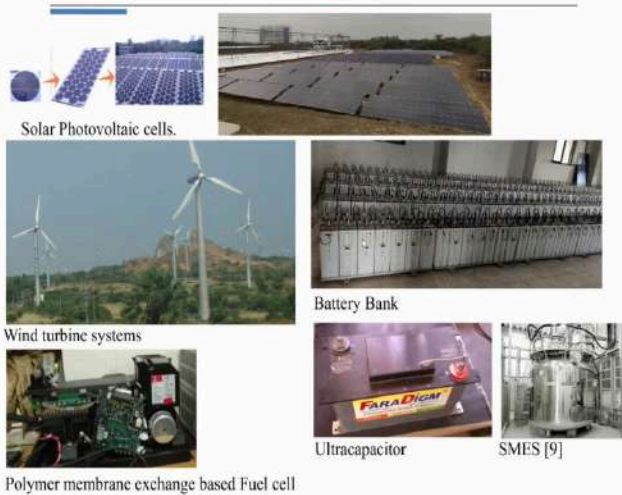 Solar Photovoltaic cells.
Wind turbine systems
Battery Bank
FARADIGM
Ultracapacitor
SMES [9]
Polymer membrane exchange based Fuel cell